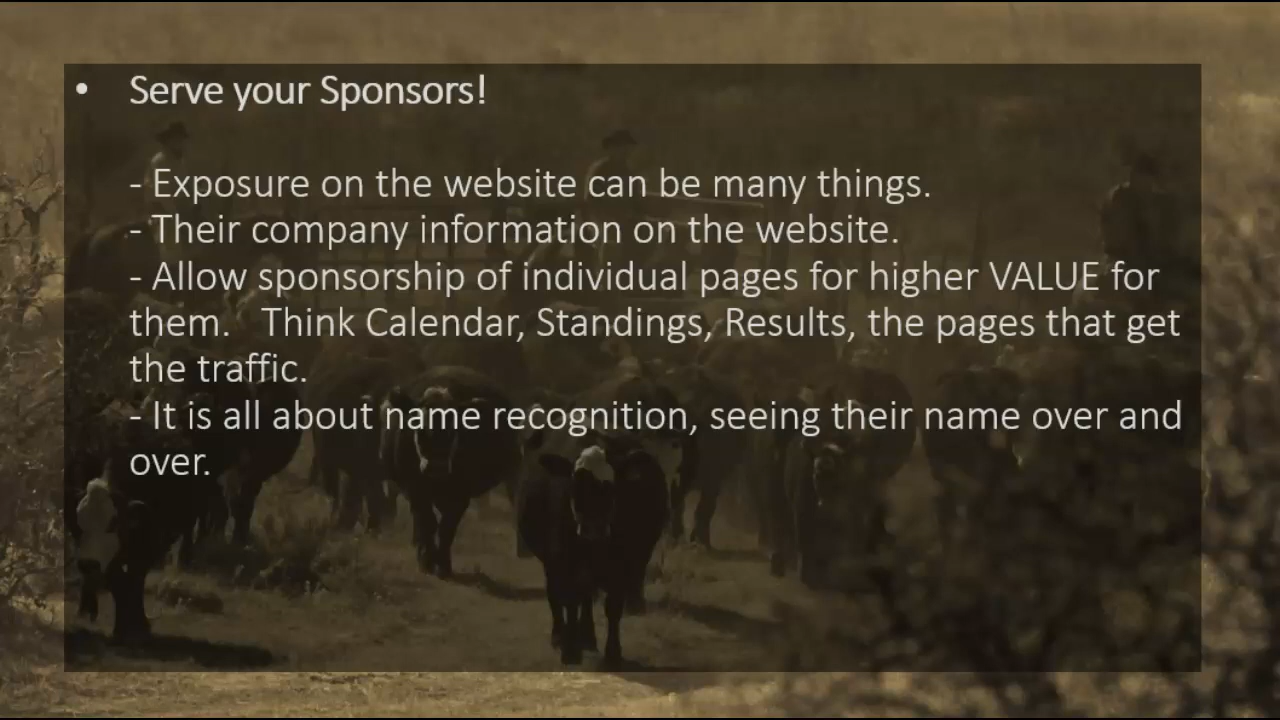 • Serve your Sponsors!
- Exposure on the website can be many things.
- Their company information on the website.
- Allow sponsorship of individual pages for higher VALUE for
them.   Think Calendar, Standings, Results, the pages that get
the traffic.
- It is all about name recognition, seeing their name over and
over.